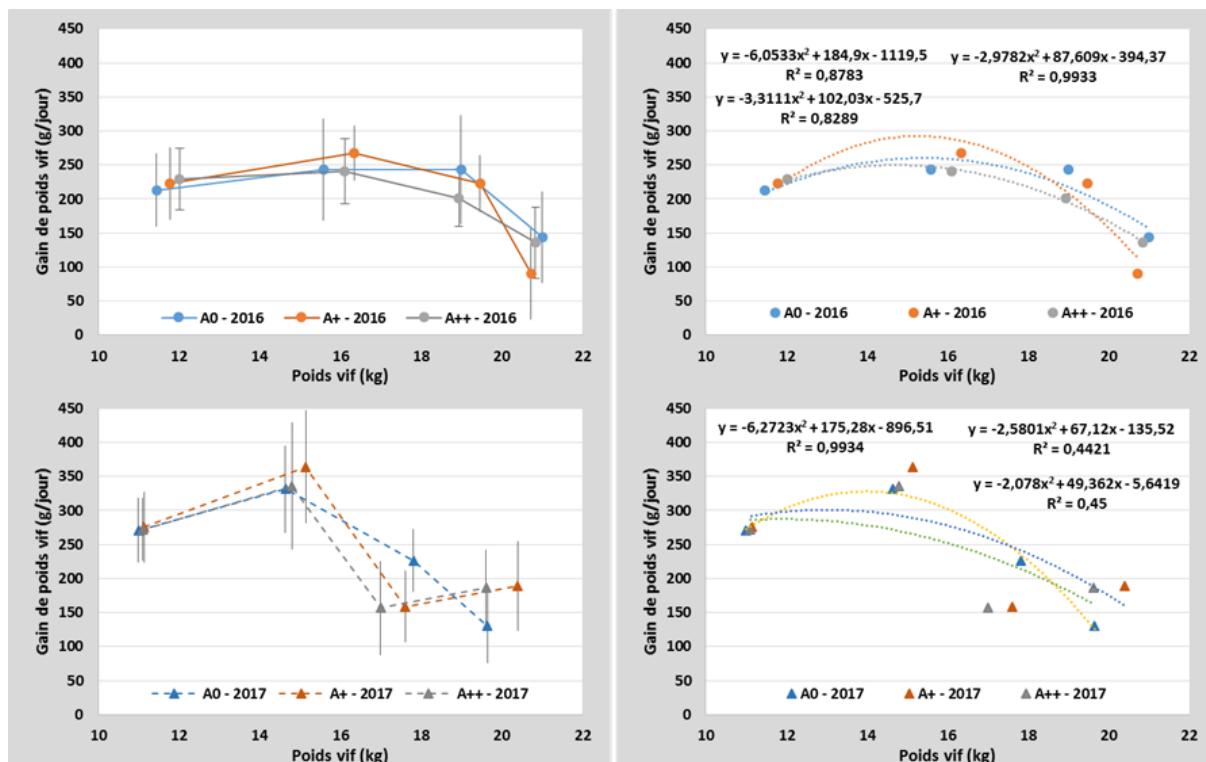 450
400
350
300
250
200
150
100
50
0
Gain de poids vif (g/jour)
A0 - 2016 A+ - 2016 A++ - 2016
10 12 14 16 18 20 22
Poids vif (kg)
450
400
350
300
250
200
150
100
50
0
Gain de poids vif (g/jour)
y = -6,0533x² + 184,9x - 1119,5
R² = 0,8783
y = -2,9782x² + 87,609x - 394,37
R² = 0,9933
y = -3,3111x² + 102,03x - 525,7
R² = 0,8289
A0 - 2016 A+ - 2016 A++ - 2016
10 12 14 16 18 20 22
Poids vif (kg)
450
400
350
300
250
200
150
100
50
0
Gain de poids vif (g/jour)
A0 - 2017 A+ - 2017 A++ - 2017
10 12 14 16 18 20 22
Poids vif (kg)
450
400
350
300
250
200
150
100
50
0
Gain de poids vif (g/jour)
y = -6,2723x² + 175,28x - 896,51
R² = 0,9934
y = -2,5801x² + 67,12x - 135,52
R² = 0,4421
y = -2,078x² + 49,362x - 5,6419
R² = 0,45
A0 - 2017 A+ - 2017 A++ - 2017
10 12 14 16 18 20 22
Poids vif (kg)